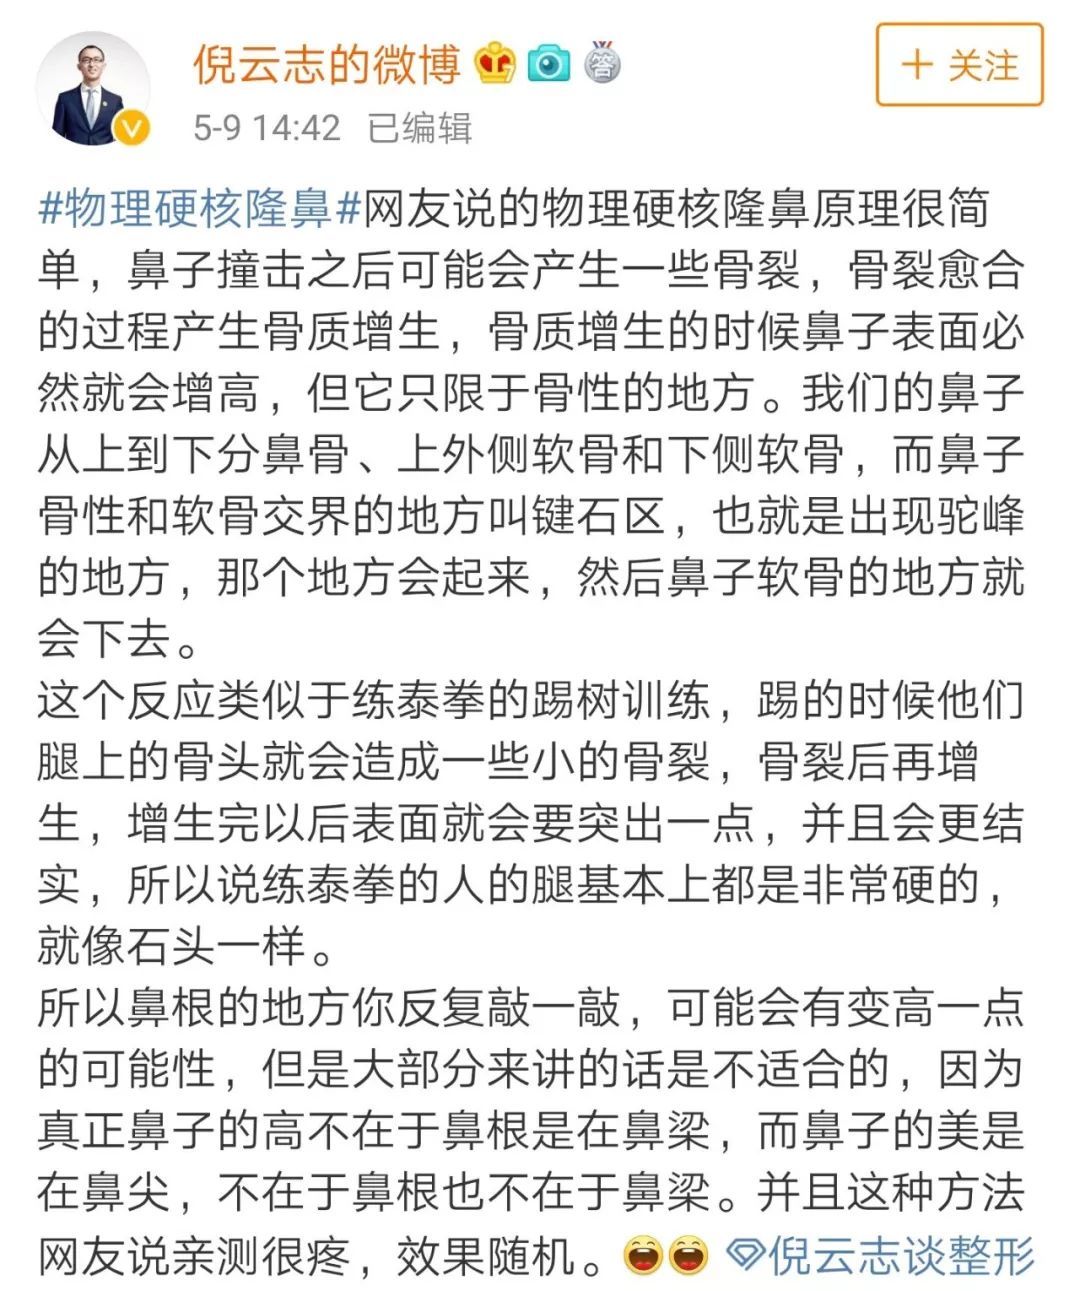 倪云志的微博
答
+ 关注
5-9 14:42 已编辑
#物理硬核隆鼻#网友说的物理硬核隆鼻原理很简
单，鼻子撞击之后可能会产生一些骨裂，骨裂愈合
的过程产生骨质增生，骨质增生的时候鼻子表面必
然就会增高，但它只限于骨性的地方。我们的鼻子
从上到下分鼻骨、上外侧软骨和下侧软骨，而鼻子
骨性和软骨交界的地方叫键石区，也就是出现驼峰
的地方，那个地方会起来，然后鼻子软骨的地方就
会下去。
这个反应类似于练泰拳的踢树训练，踢的时候他们
腿上的骨头就会造成一些小的骨裂，骨裂后再增
生，增生完以后表面就会要突出一点，并且会更结
实，所以说练泰拳的人的腿基本上都是非常硬的，
就像石头一样。
所以鼻根的地方你反复敲一敲，可能会有变高一点
的可能性，但是大部分来讲的话是不适合的，因为
真正鼻子的高不在于鼻根是在鼻梁，而鼻子的美是
在鼻尖，不在于鼻根也不在于鼻梁。并且这种方法
网友说亲测很疼，效果随机。倪云志谈整形